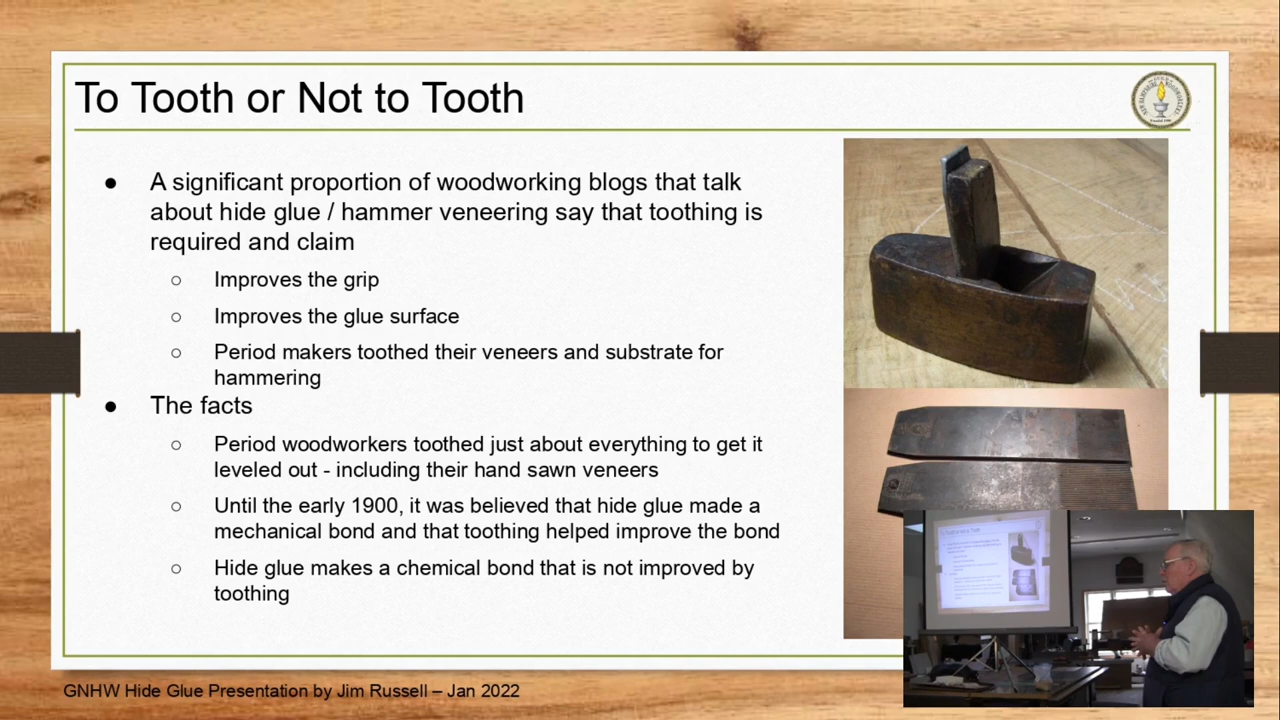 To Tooth or Not to Tooth
● A significant proportion of woodworking blogs that talk
about hide glue / hammer veneering say that toothing is
required and claim
○ Improves the grip
○ Improves the glue surface
○ Period makers toothed their veneers and substrate for
hammering
● The facts
○ Period woodworkers toothed just about everything to get it
leveled out - including their hand sawn veneers
○ Until the early 1900, it was believed that hide glue made a
mechanical bond and that toothing helped improve the bond
○ Hide glue makes a chemical bond that is not improved by
toothing
GNHW Hide Glue Presentation by Jim Russell – Jan 2022